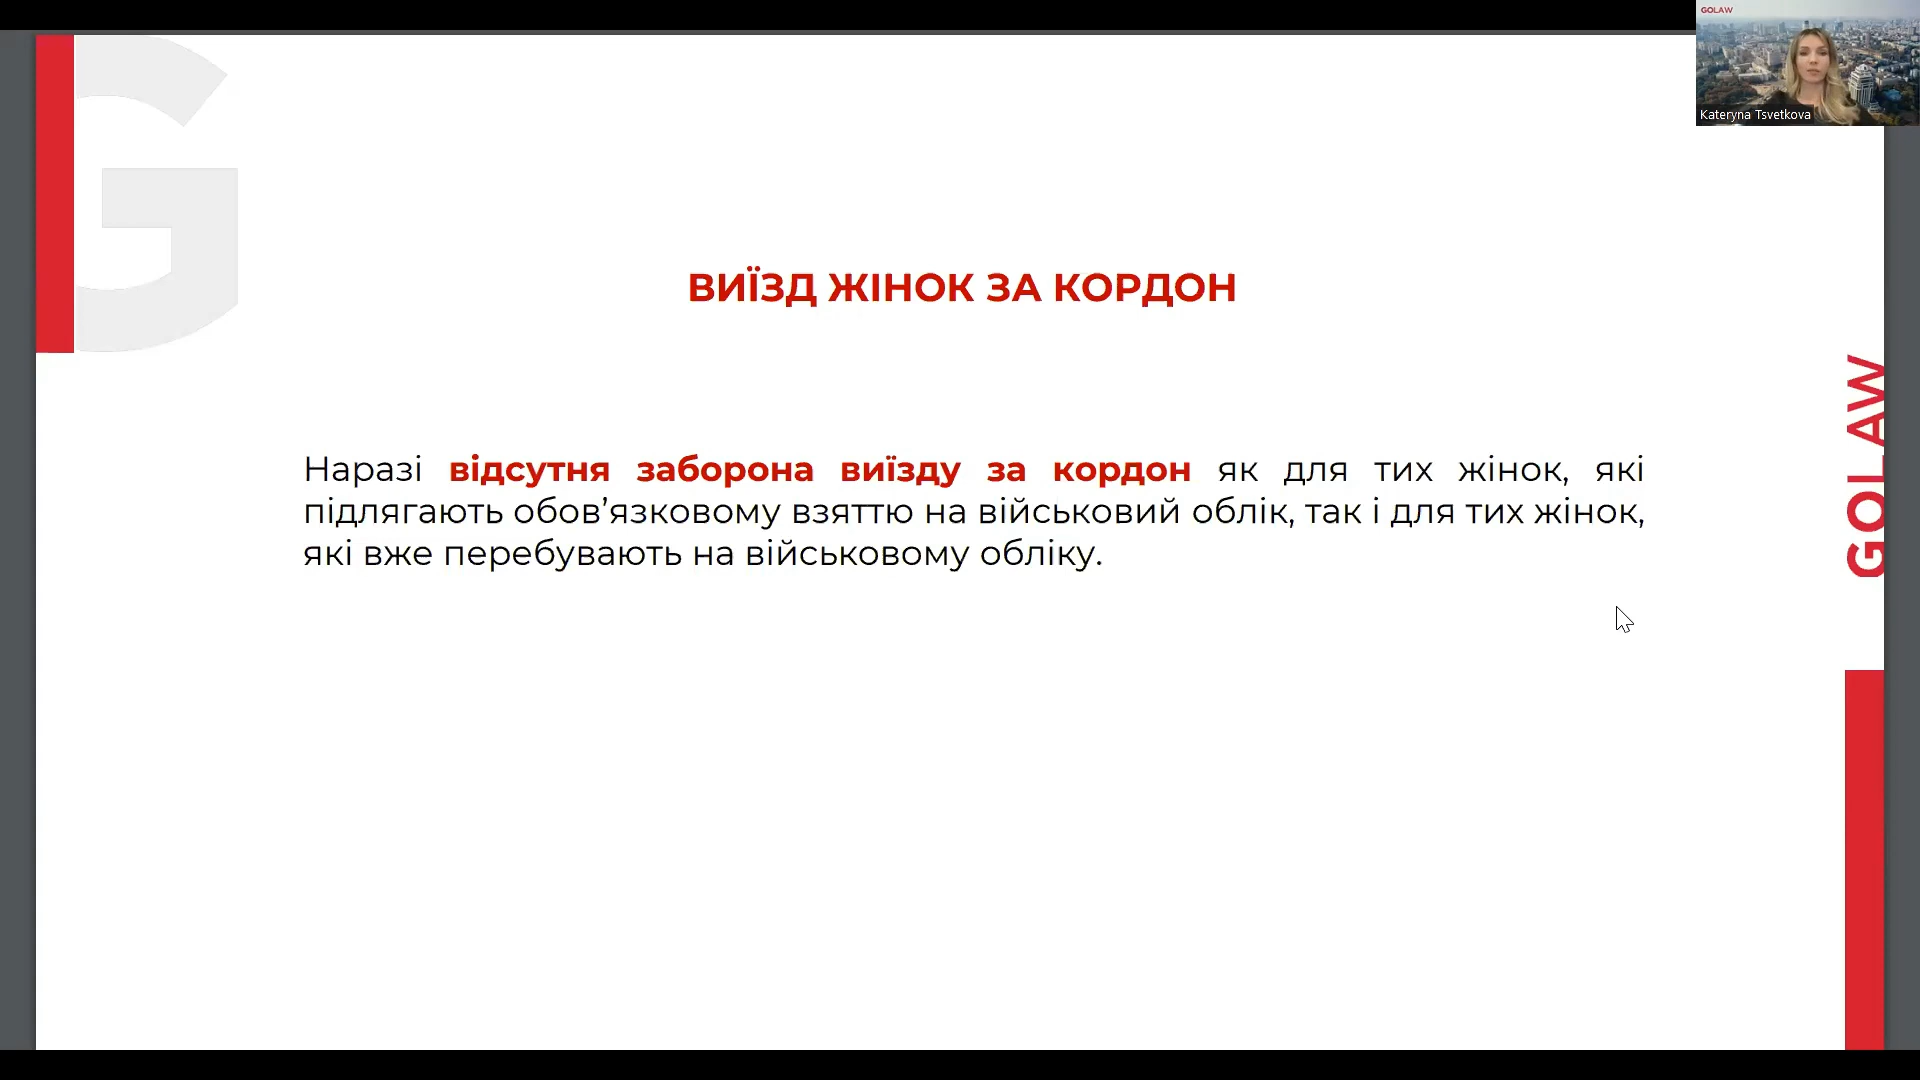 GOLAW
Kateryna Tsvetkova
G
ВИЇЗД ЖІНОК ЗА КОРДОН
Наразі відсутня заборона виїзду за кордон як для тих жінок, які
підлягають обов’язковому взяттю на військовий облік, так і для тих жінок,
які вже перебувають на військовому обліку.
GOLAW